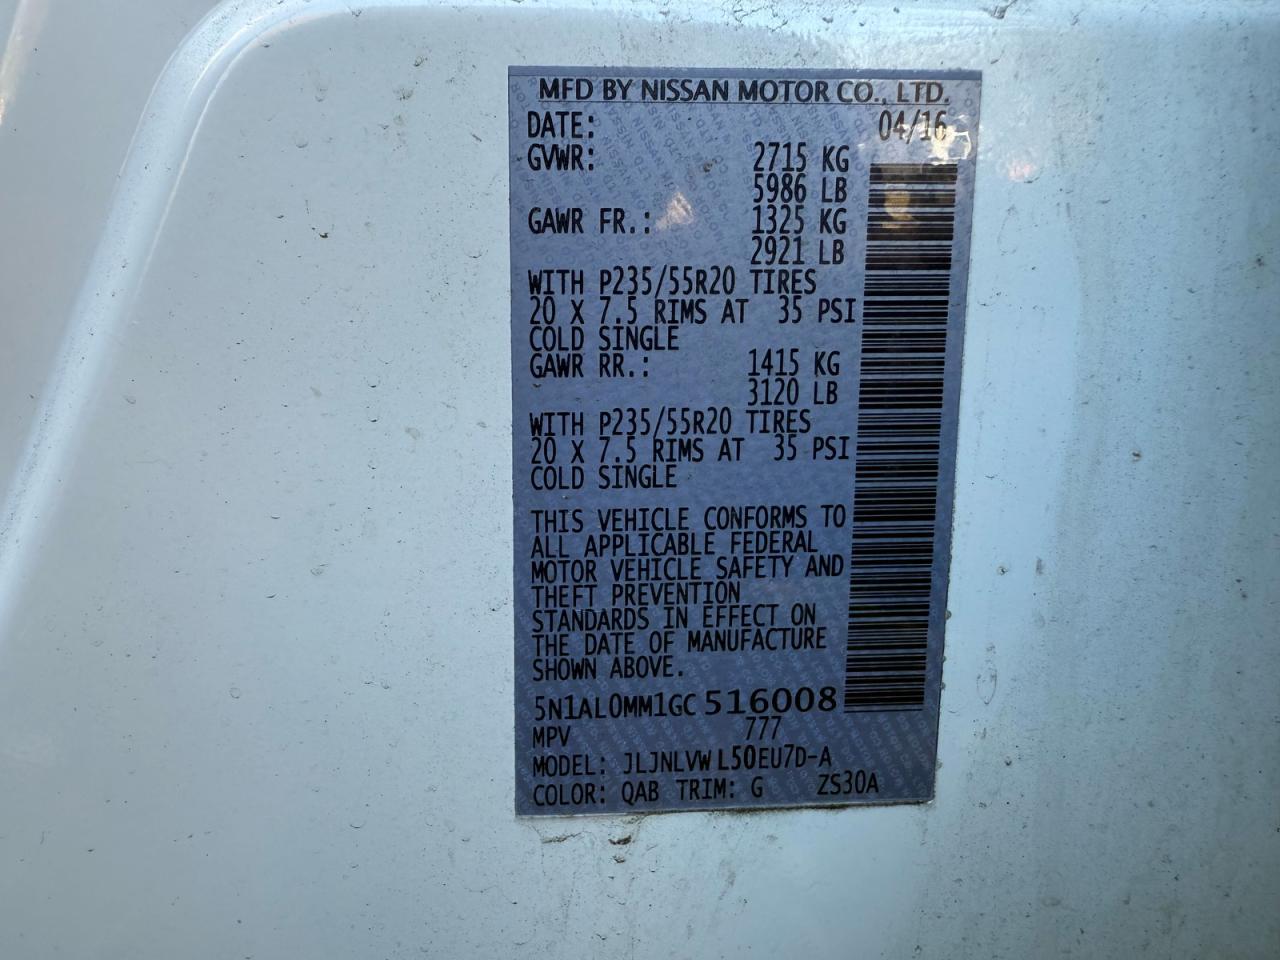 MFD BY NISSAN MOTOR CO., LTD.
DATE: 04/16
GVWR: 2715 KG
5986 LB
GAWR FR.: 1325 KG
2921 LB
WITH P235/55R20 TIRES
20 X 7.5 RIMS AT 35 PSI
COLD SINGLE
GAWR RR.: 1415 KG
3120 LB
WITH P235/55R20 TIRES
20 X 7.5 RIMS AT 35 PSI
COLD SINGLE
THIS VEHICLE CONFORMS TO
ALL APPLICABLE FEDERAL
MOTOR VEHICLE SAFETY AND
THEFT PREVENTION
STANDARDS IN EFFECT ON
THE DATE OF MANUFACTURE
SHOWN ABOVE.
5N1AL0MM1GC516008
MPV 777
MODEL: JLJNLVWL50EU7D-A
COLOR: QAB TRIM: G ZS30A